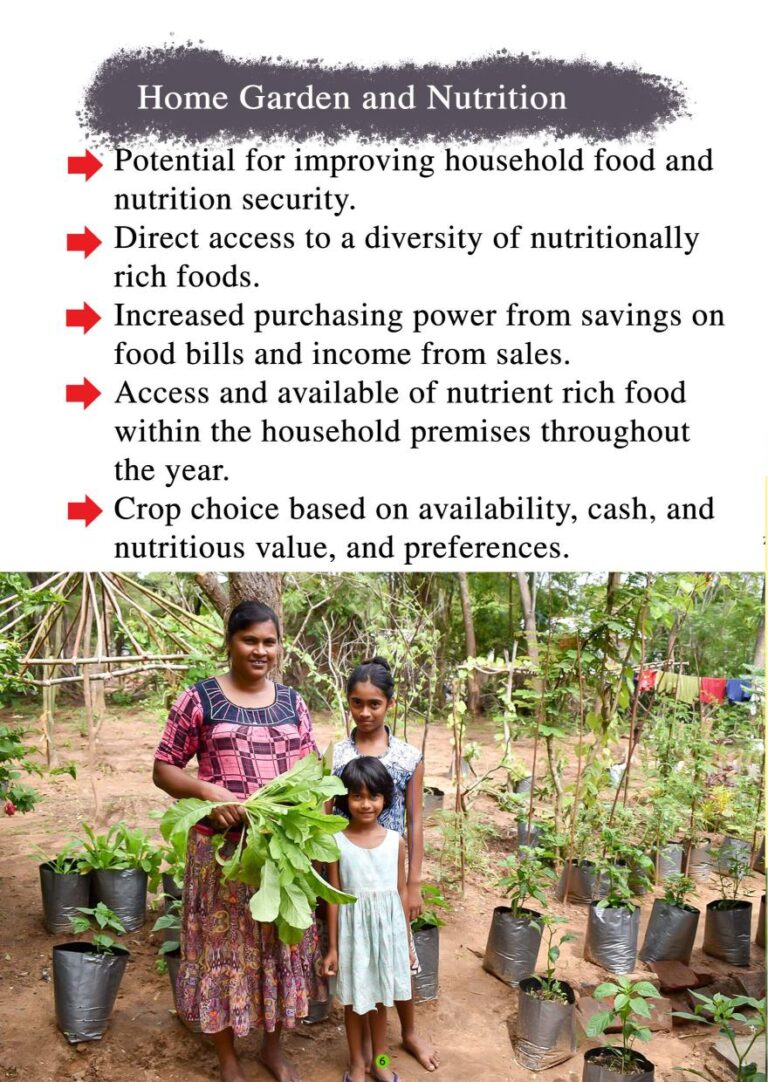 Home Garden and Nutrition
Potential for improving household food and
nutrition security.
Direct access to a diversity of nutritionally
rich foods.
Increased purchasing power from savings on
food bills and income from sales.
Access and available of nutrient rich food
within the household premises throughout
the year.
Crop choice based on availability, cash, and
nutritious value, and preferences.
6